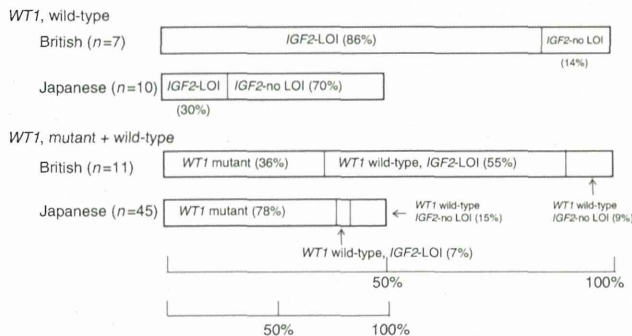 WT1, wild-type
British (n=7)
IGF2-LOI (86%)
IGF2-no LOI
(14%)
Japanese (n=10)
IGF2-LOI
IGF2-no LOI (70%)
(30%)
WT1, mutant + wild-type
British (n=11)
WT1 mutant (36%)
WT1 wild-type, IGF2-LOI (55%)
Japanese (n=45)
WT1 mutant (78%)
WT1 wild-type
IGF2-no LOI (15%)
WT1 wild-type
IGF2-no LOI (9%)
WT1 wild-type, IGF2-LOI (7%)
50%
100%
50%
100%